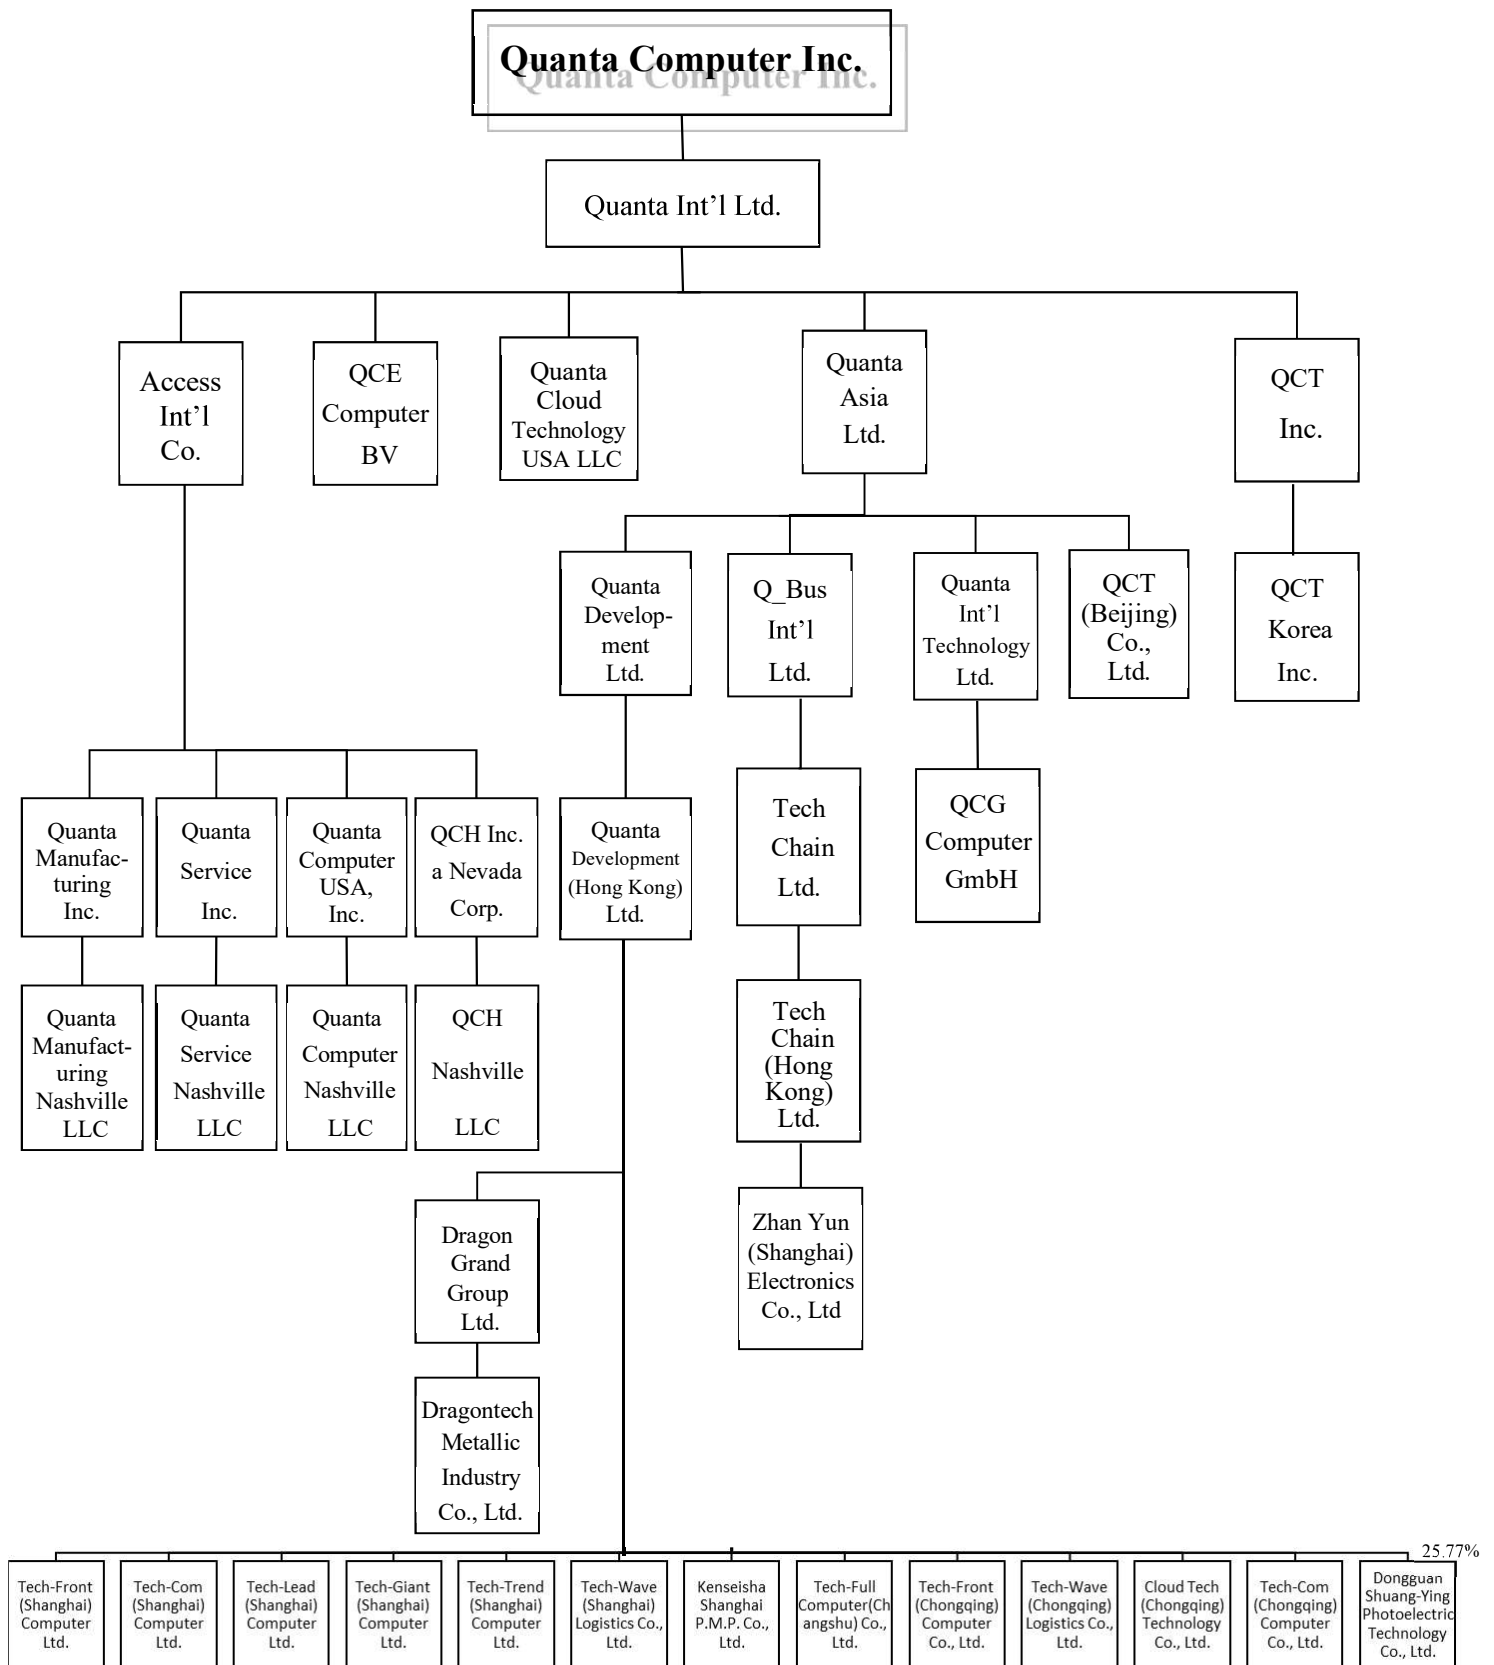 Quanta Computer Inc.
Quanta Int’l Ltd.
Access
Int’l
Co.
QCE
Computer
BV
Quanta
Cloud
Technology
USA LLC
Quanta
Asia
Ltd.
QCT
Inc.
Quanta
Develop-
ment
Ltd.
Q_Bus
Int’l
Ltd.
Quanta
Int’l
Technology
Ltd.
QCT
(Beijing)
Co.,
Ltd.
QCT
Korea
Inc.
Quanta
Manufac-
turing
Inc.
Quanta
Service
Inc.
Quanta
Computer
USA,
Inc.
QCH Inc.
a Nevada
Corp.
Quanta
Development
(Hong Kong)
Ltd.
Tech
Chain
Ltd.
QCG
Computer
GmbH
Quanta
Manufact-
uring
Nashville
LLC
Quanta
Service
Nashville
LLC
Quanta
Computer
Nashville
LLC
QCH
Nashville
LLC
Tech
Chain
(Hong
Kong)
Ltd.
Dragon
Grand
Group
Ltd.
Zhan Yun
(Shanghai)
Electronics
Co., Ltd
Dragontech
Metallic
Industry
Co., Ltd.
25.77%
Tech-Front
(Shanghai)
Computer
Ltd.
Tech-Com
(Shanghai)
Computer
Ltd.
Tech-Lead
(Shanghai)
Computer
Ltd.
Tech-Giant
(Shanghai)
Computer
Ltd.
Tech-Trend
(Shanghai)
Computer
Ltd.
Tech-Wave
(Shanghai)
Logistics Co.,
Ltd.
Kenseisha
Shanghai
P.M.P. Co.,
Ltd.
Tech-Full
Computer(Ch
angshu) Co.,
Ltd.
Tech-Front
(Chongqing)
Computer
Co., Ltd.
Tech-Wave
(Chongqing)
Logistics Co.,
Ltd.
Cloud Tech
(Chongqing)
Technology
Co., Ltd.
Tech-Com
(Chongqing)
Computer
Co., Ltd.
Dongguan
Shuang-Ying
Photoelectric
Technology
Co., Ltd.